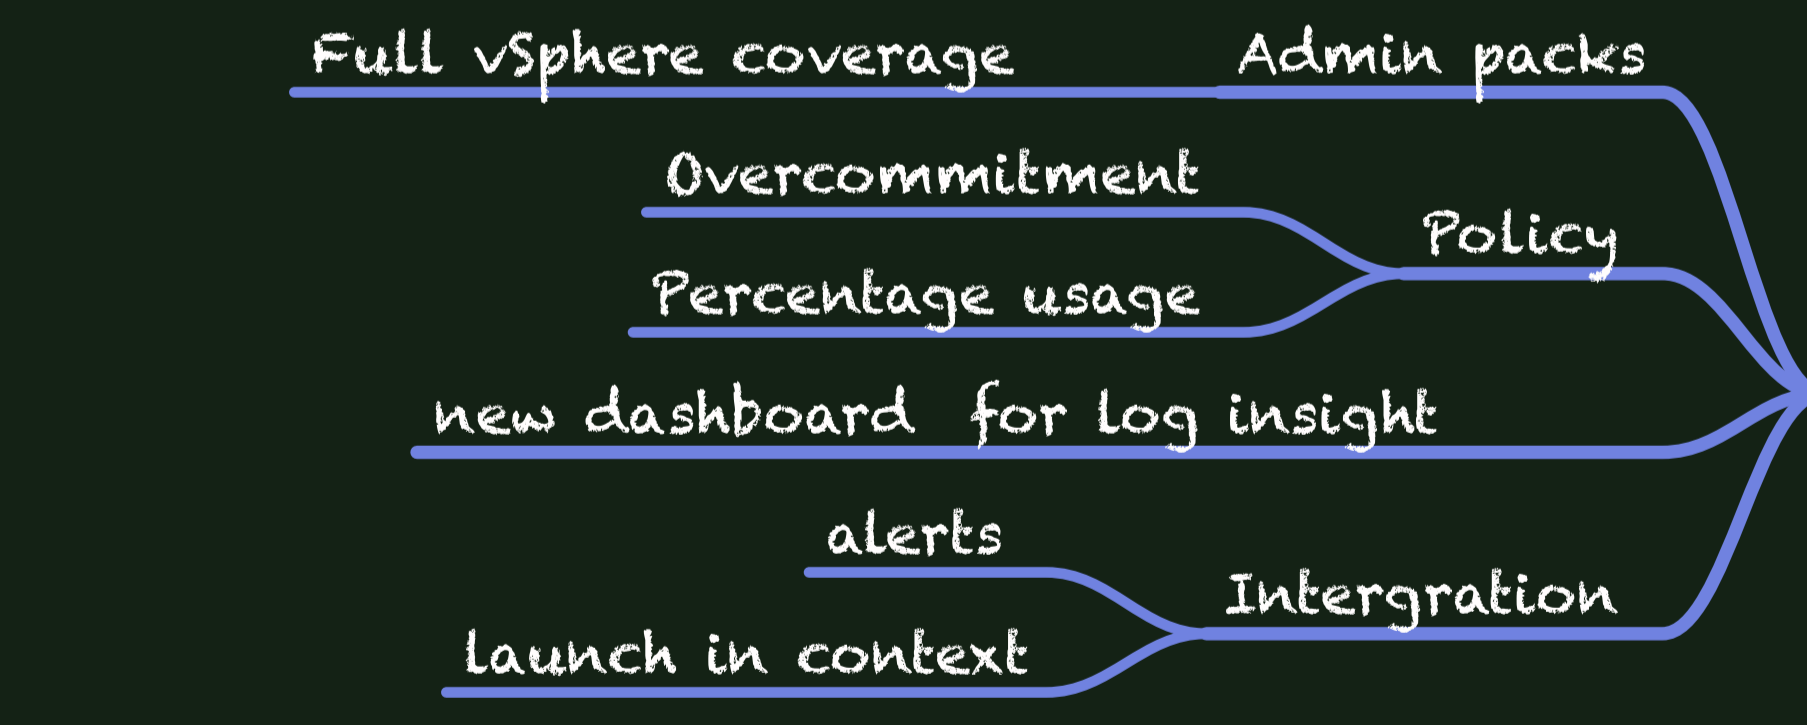 Full vSphere coverage
Admin packs
Overcommitment
Policy
Percentage usage
new dashboard  for log insight
alerts
Intergration
launch in context